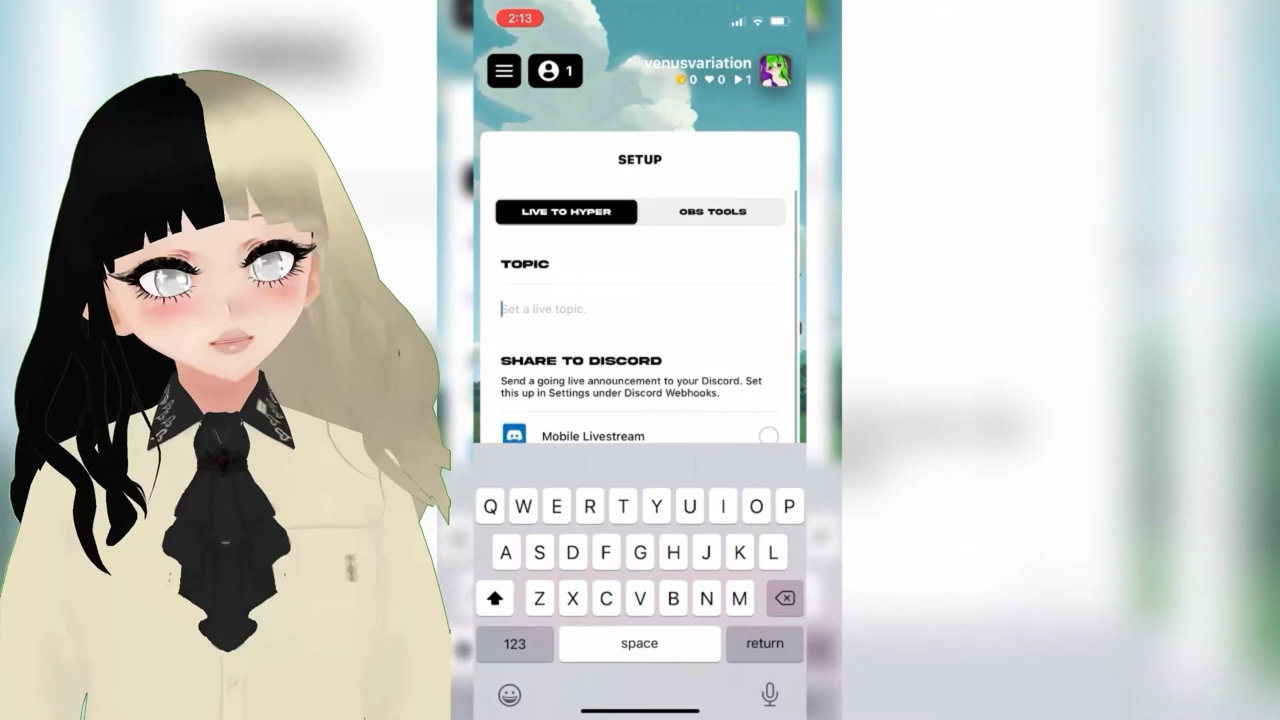 2:13
1
venusvariation
0 0 1
SETUP
LIVE TO HYPER
OBS TOOLS
TOPIC
Set a live topic.
SHARE TO DISCORD
Send a going live announcement to your Discord. Set
this up in Settings under Discord Webhooks.
Mobile Livestream
Q W E R T Y U I O P
A S D F G H J K L
Z X C V B N M
123 space return